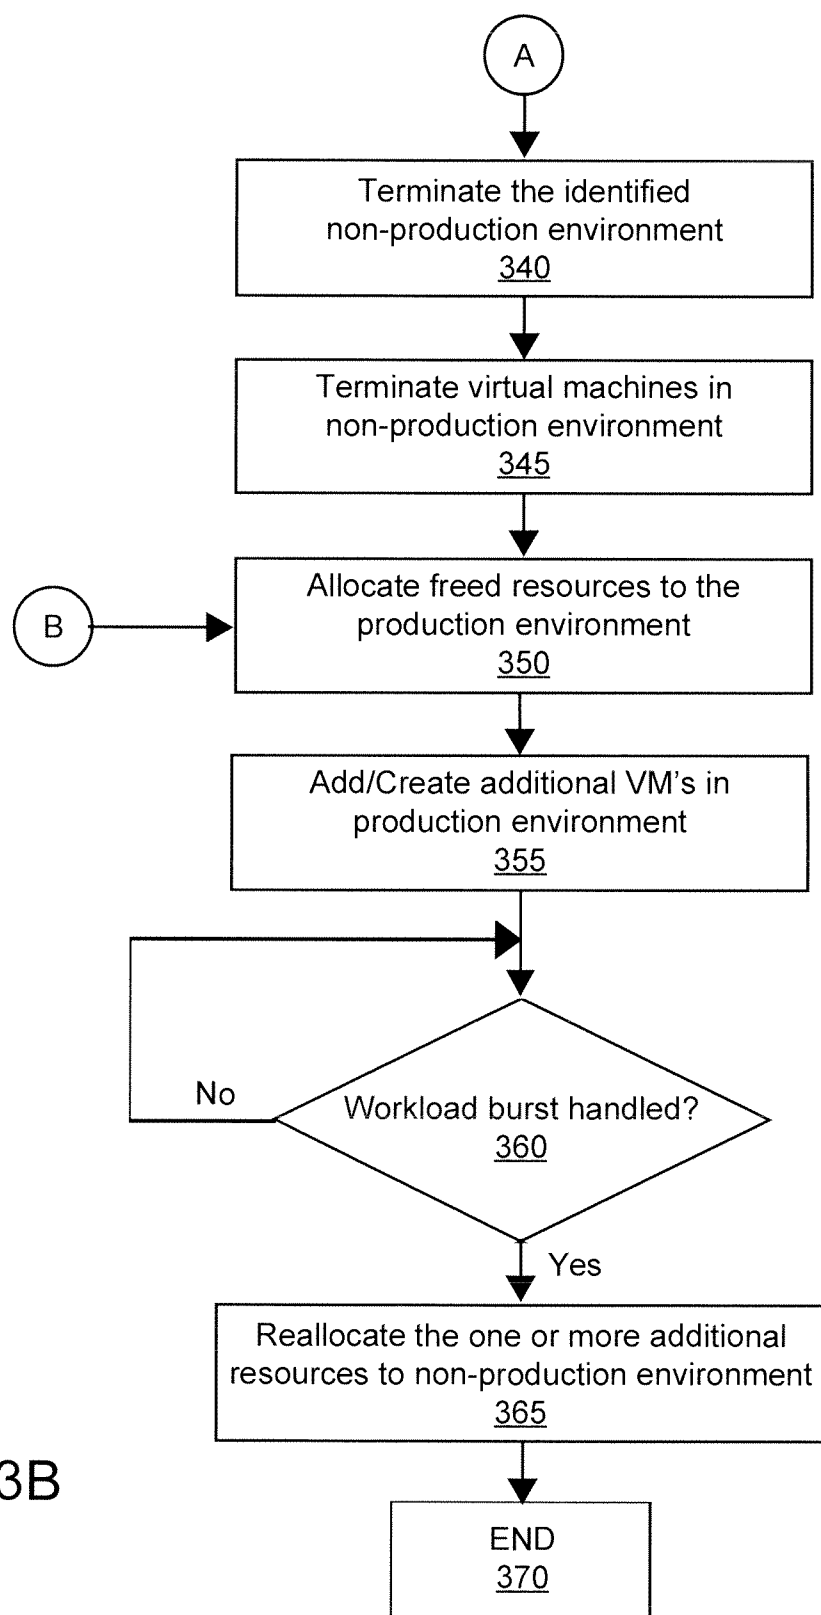 A
Terminate the identified
non-production environment
340
Terminate virtual machines in
non-production environment
345
B
Allocate freed resources to the
production environment
350
Add/Create additional VM's in
production environment
355
No
Workload burst handled?
360
Yes
Reallocate the one or more additional
resources to non-production environment
365
3B
END
370